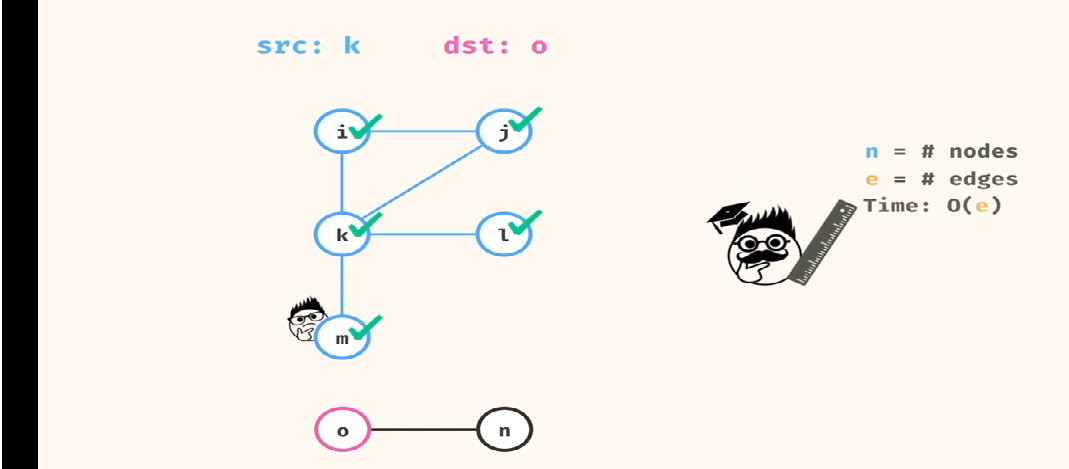 src: k dst: o
i j
k l
m
o n
n = # nodes
e = # edges
Time: O(e)